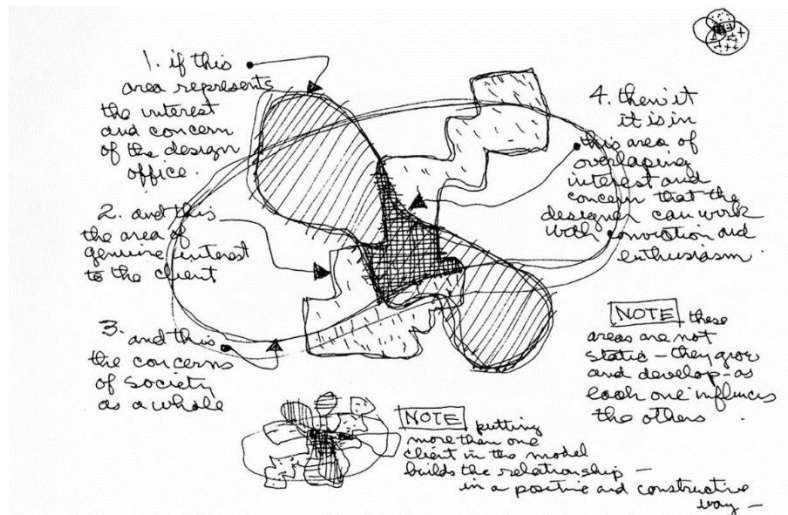 1. if this
area represents
the interest
and concern
of the design
office.
2. and this
the area of
genuine interest
to the client
3. and this
the concerns
of society
as a whole
4. then it
it is in
this area of
overlaping
interest and
concern that the
designer can work
with conviction and
enthusiasm.
NOTE these
areas are not
static - they grow
and develop - as
each one influences
the others
NOTE putting
more than one
client in the model
builds the relationship -
in a positive and constructive
way -